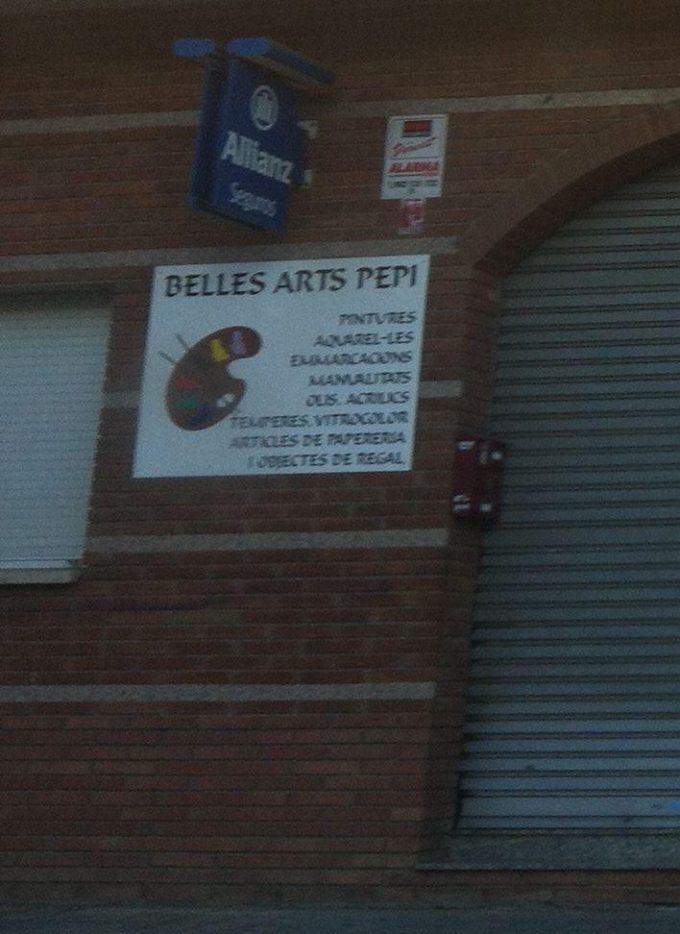 Allianz
Seguros
ALARMA
BELLES ARTS PEPI
PINTURES
AQUAREL-LES
EMMARCACIONS
MANUALITATS
OLIS, ACRILICS
TEMPERES, VITROCOLOR
ARTICLES DE PAPERERIA
I OBJECTES DE REGAL,